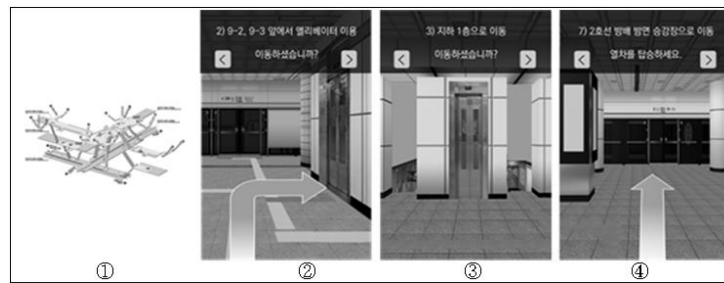 2) 9-2, 9-3 앞에서 엘리베이터 이용
이동하셨습니까?
3) 지하 1층으로 이동
이동하셨습니까?
7) 2호선 방배 방면 승강장으로 이동
열차를 탑승하세요.
①
②
③
④